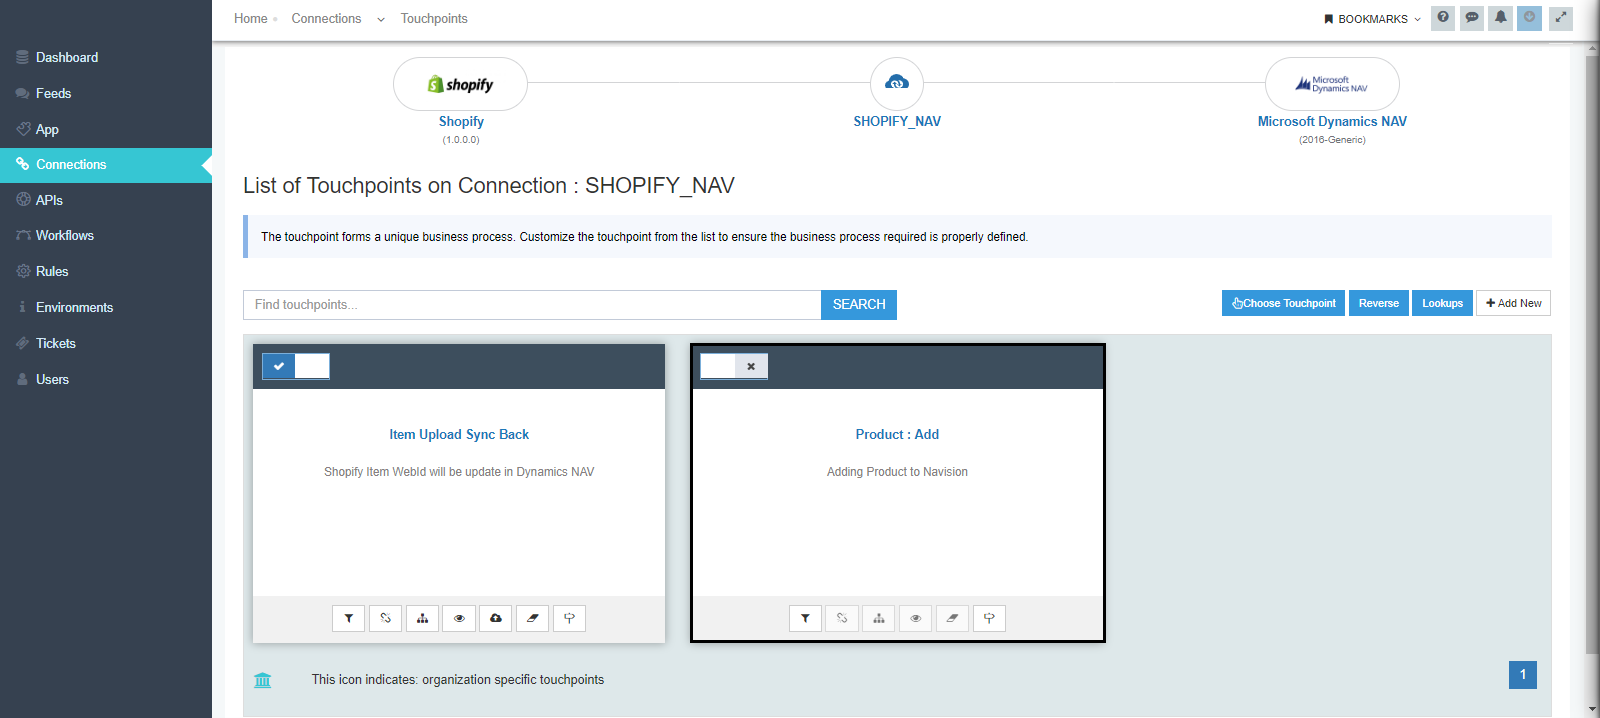 Home Connections Touchpoints
BOOKMARKS
Dashboard
Feeds
App
Connections
APIs
Workflows
Rules
Environments
Tickets
Users
shopify
Shopify
(1.0.0.0)
SHOPIFY_NAV
Microsoft
Dynamics NAV
Microsoft Dynamics NAV
(2016-Generic)
List of Touchpoints on Connection : SHOPIFY_NAV
The touchpoint forms a unique business process. Customize the touchpoint from the list to ensure the business process required is properly defined.
Find touchpoints...
SEARCH
Choose Touchpoint
Reverse
Lookups
Add New
Item Upload Sync Back
Shopify Item WebId will be update in Dynamics NAV
Product : Add
Adding Product to Navision
This icon indicates: organization specific touchpoints
1